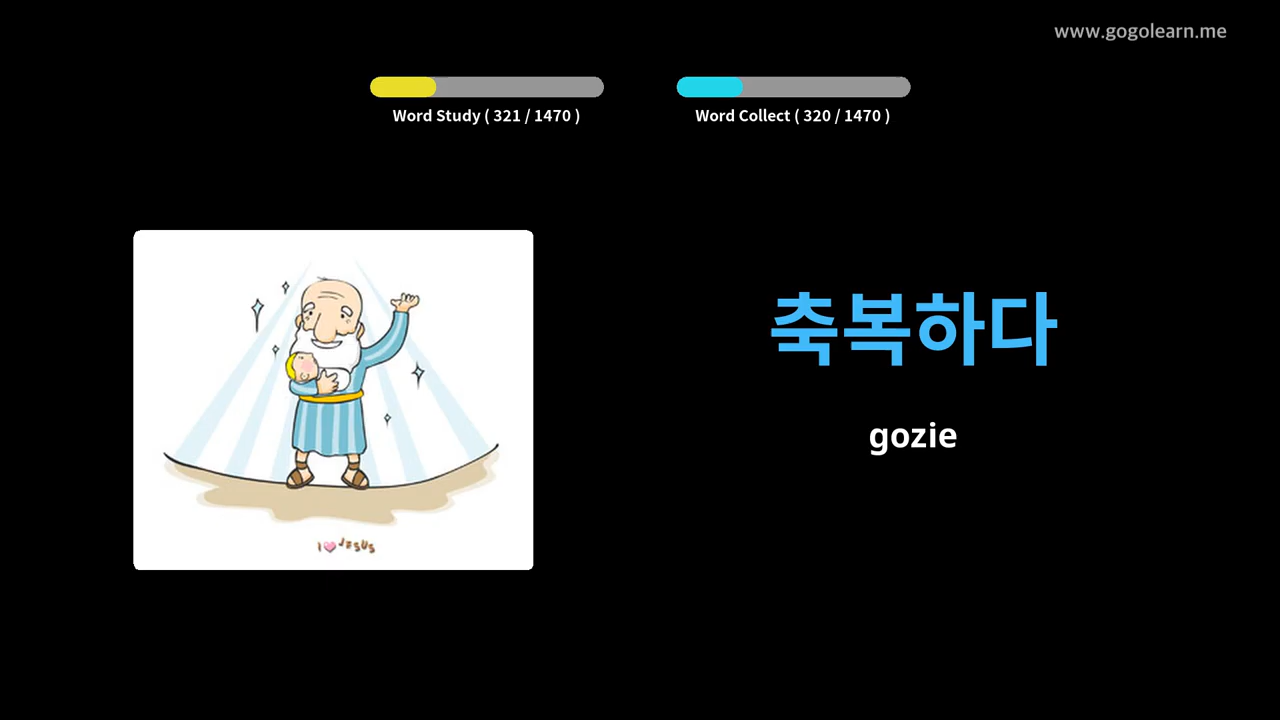 www.gogolearn.me
Word Study ( 321 / 1470 )
Word Collect ( 320 / 1470 )
축복하다
gozie
I JESUS